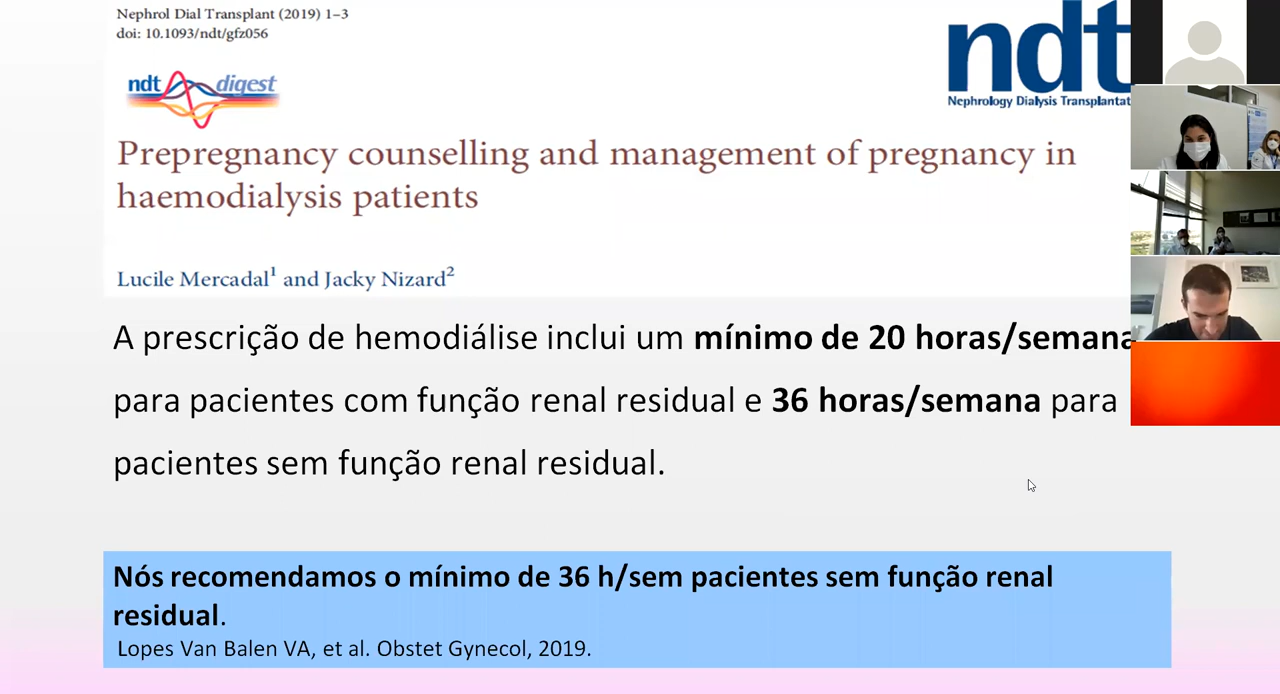 Nephrol Dial Transplant (2019) 1–3
doi: 10.1093/ndt/gfz056
ndt digest
ndt
Nephrology Dialysis Transplantat
Prepregnancy counselling and management of pregnancy in
haemodialysis patients
Lucile Mercadal¹ and Jacky Nizard²
A prescrição de hemodiálise inclui um mínimo de 20 horas/semana
para pacientes com função renal residual e 36 horas/semana para
pacientes sem função renal residual.
Nós recomendamos o mínimo de 36 h/sem pacientes sem função renal
residual.
Lopes Van Balen VA, et al. Obstet Gynecol, 2019.